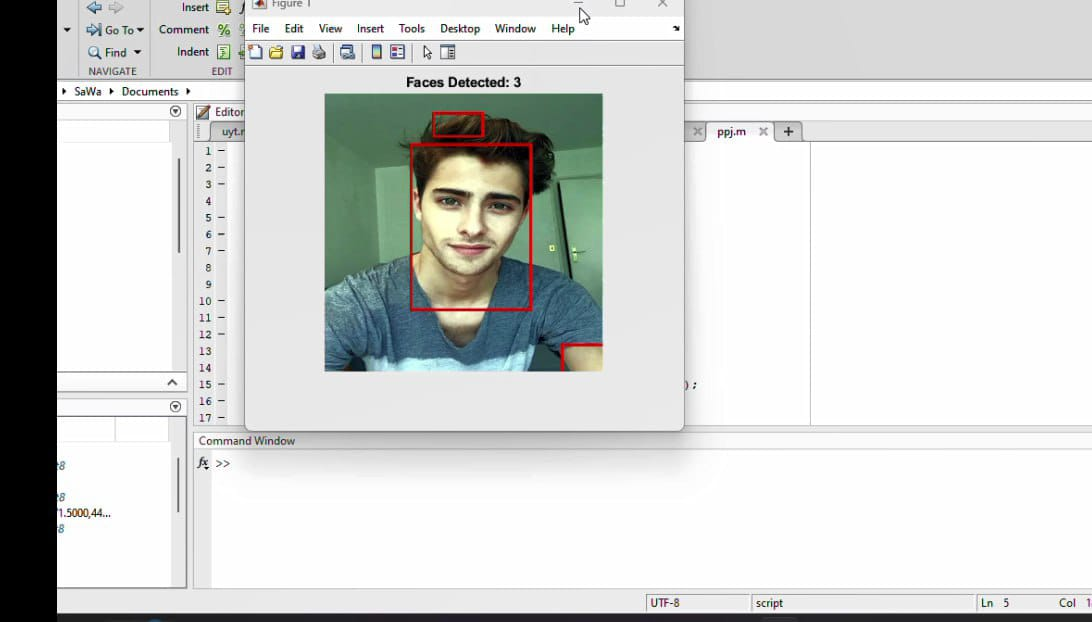 Insert
Figure 1
Go To
Comment
File Edit View Insert Tools Desktop Window Help
Find
Indent
NAVIGATE
EDIT
Faces Detected: 3
SaWa
Documents
Editor
ppj.m
1
2
3
4
5
6
7
8
9
10
11
12
13
14
15
);
16
17
Command Window
fx >>
1.5000,44...
UTF-8
script
Ln 5
Col